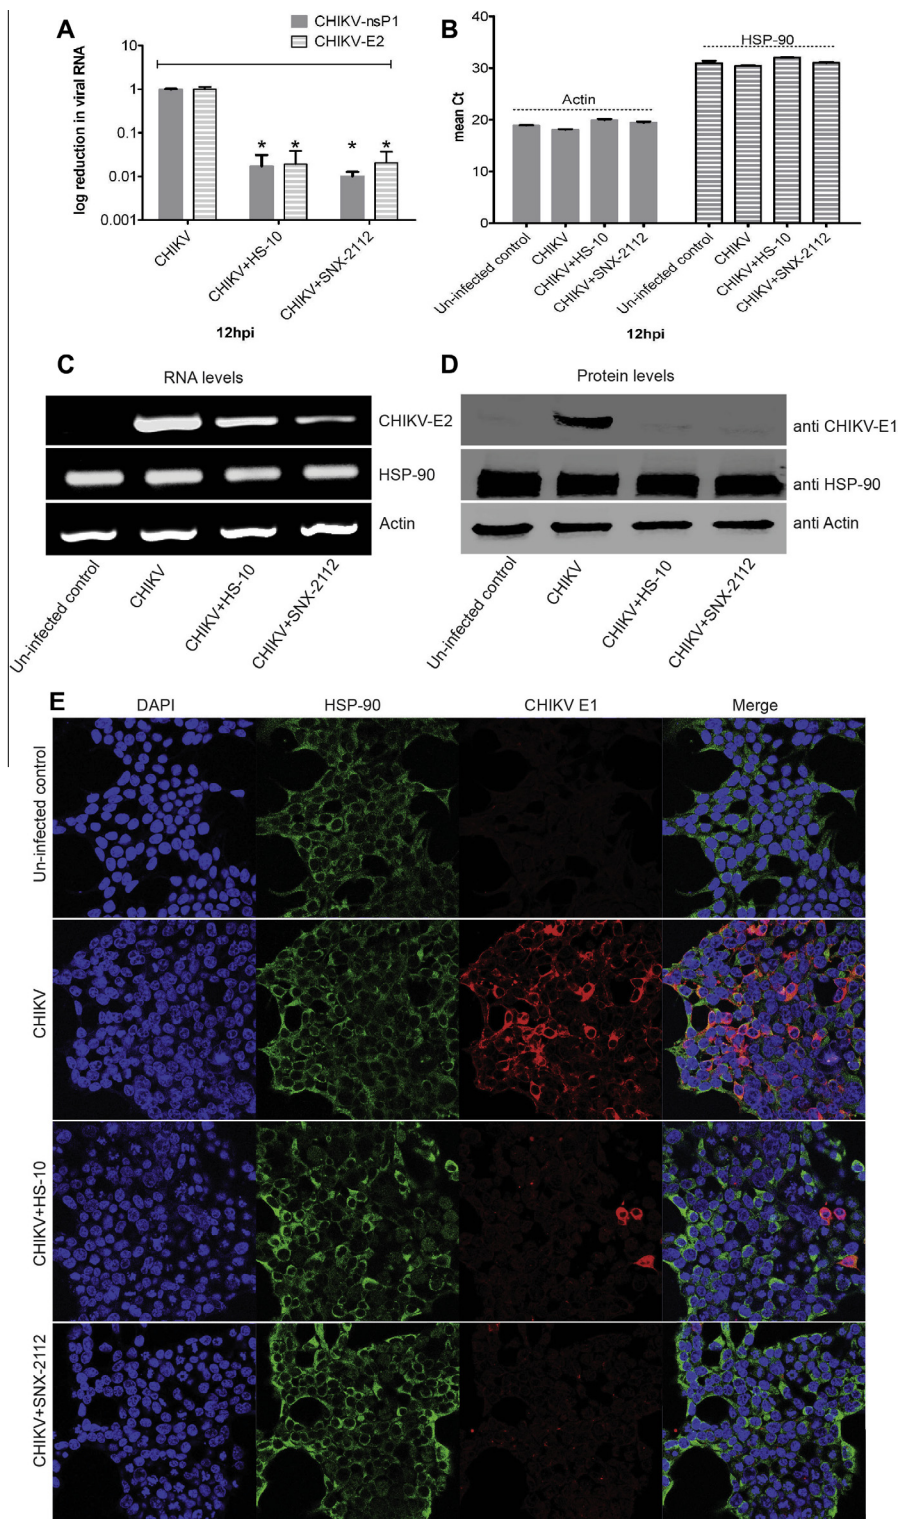 A
CHIKV-nsP1
CHIKV-E2
log reduction in viral RNA
10
1
0.1
0.01
0.001
* * * *
CHIKV
CHIKV+HS-10
CHIKV+SNX-2112
12hpi
B
mean Ct
40
30
20
10
0
Actin
HSP-90
Un-infected control
CHIKV
CHIKV+HS-10
CHIKV+SNX-2112
Un-infected control
CHIKV
CHIKV+HS-10
CHIKV+SNX-2112
12hpi
C
RNA levels
CHIKV-E2
HSP-90
Actin
Un-infected control
CHIKV
CHIKV+HS-10
CHIKV+SNX-2112
D
Protein levels
anti CHIKV-E1
anti HSP-90
anti Actin
Un-infected control
CHIKV
CHIKV+HS-10
CHIKV+SNX-2112
E
DAPI HSP-90 CHIKV E1 Merge
Un-infected control
CHIKV
CHIKV+HS-10
CHIKV+SNX-2112